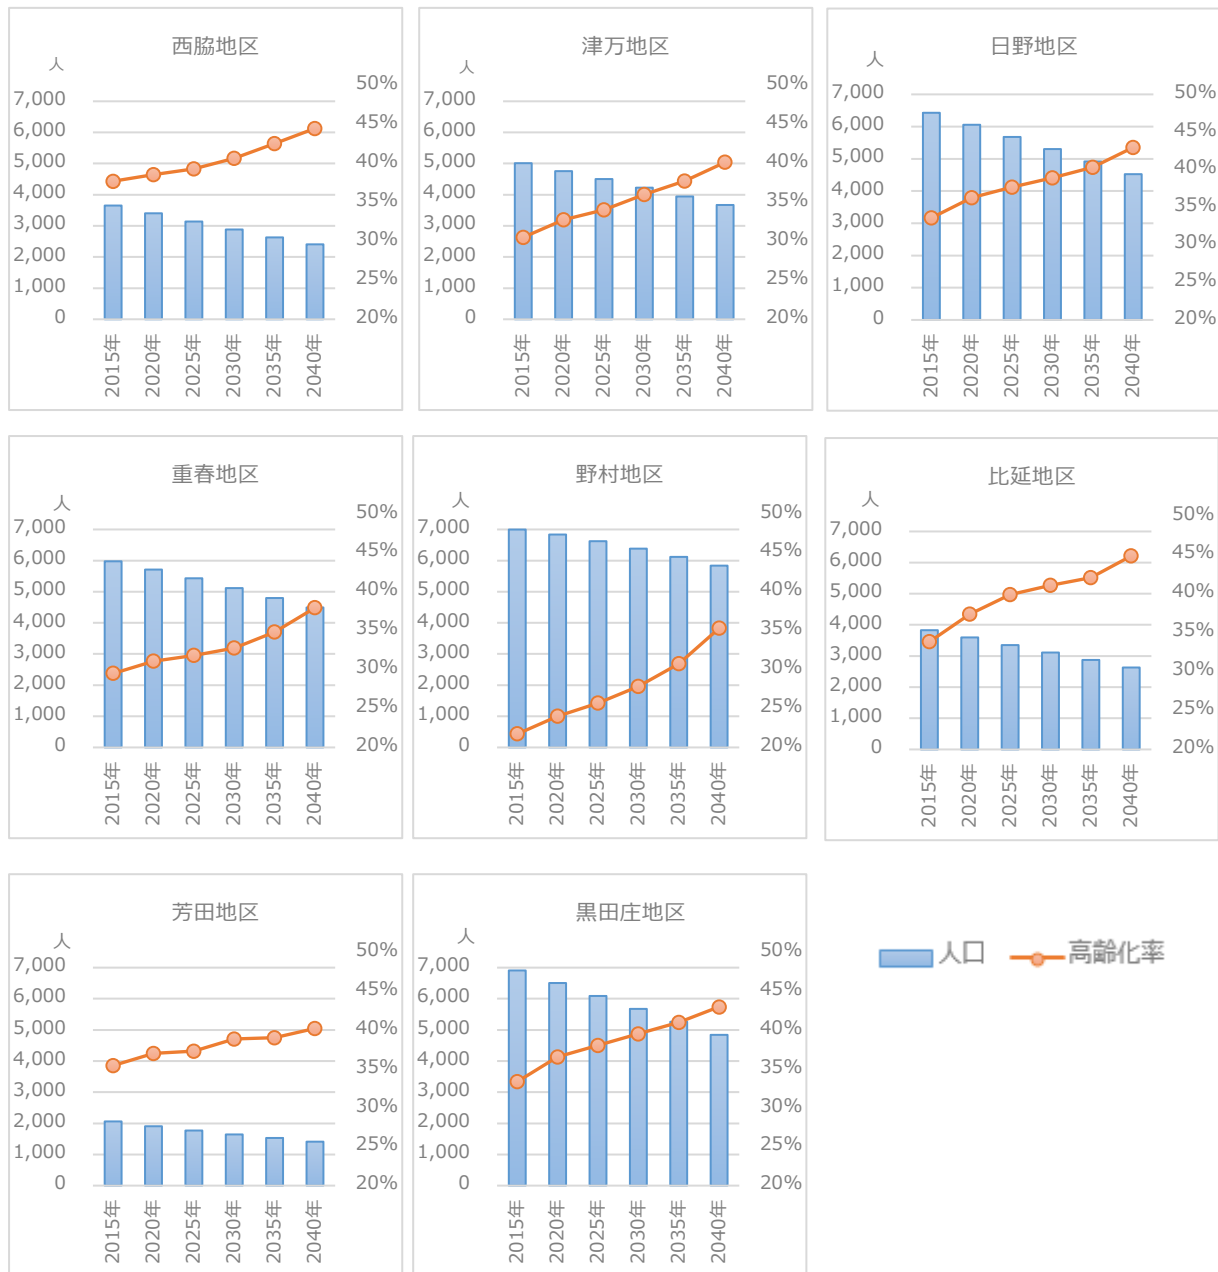 西脇地区
人
7,000
6,000
5,000
4,000
3,000
2,000
1,000
0
50%
45%
40%
35%
30%
25%
20%
2015年
2020年
2025年
2030年
2035年
2040年
津万地区
人
7,000
6,000
5,000
4,000
3,000
2,000
1,000
0
50%
45%
40%
35%
30%
25%
20%
2015年
2020年
2025年
2030年
2035年
2040年
日野地区
人
7,000
6,000
5,000
4,000
3,000
2,000
1,000
0
50%
45%
40%
35%
30%
25%
20%
2015年
2020年
2025年
2030年
2035年
2040年
重春地区
人
7,000
6,000
5,000
4,000
3,000
2,000
1,000
0
50%
45%
40%
35%
30%
25%
20%
2015年
2020年
2025年
2030年
2035年
2040年
野村地区
人
7,000
6,000
5,000
4,000
3,000
2,000
1,000
0
50%
45%
40%
35%
30%
25%
20%
2015年
2020年
2025年
2030年
2035年
2040年
比延地区
人
7,000
6,000
5,000
4,000
3,000
2,000
1,000
0
50%
45%
40%
35%
30%
25%
20%
2015年
2020年
2025年
2030年
2035年
2040年
芳田地区
人
7,000
6,000
5,000
4,000
3,000
2,000
1,000
0
50%
45%
40%
35%
30%
25%
20%
2015年
2020年
2025年
2030年
2035年
2040年
黒田庄地区
人
7,000
6,000
5,000
4,000
3,000
2,000
1,000
0
50%
45%
40%
35%
30%
25%
20%
2015年
2020年
2025年
2030年
2035年
2040年
人口 高齢化率